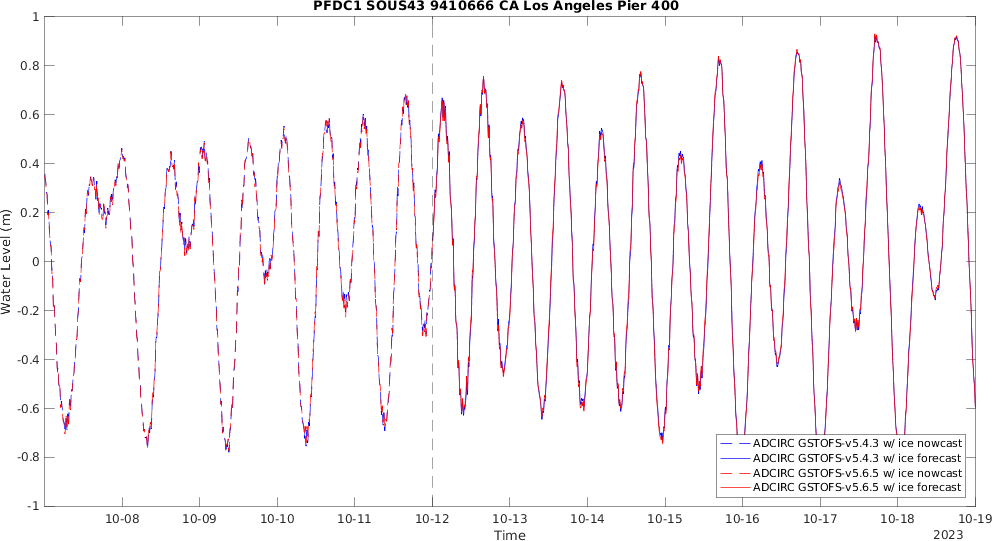 PFDC1 SOUS43 9410666 CA Los Angeles Pier 400
1
0.8
0.6
0.4
0.2
0
-0.2
-0.4
-0.6
-0.8
-1
Water Level (m)
ADCIRC GSTOFS-v5.4.3 w/ ice nowcast
ADCIRC GSTOFS-v5.4.3 w/ ice forecast
ADCIRC GSTOFS-v5.6.5 w/ ice nowcast
ADCIRC GSTOFS-v5.6.5 w/ ice forecast
10-08 10-09 10-10 10-11 10-12 10-13 10-14 10-15 10-16 10-17 10-18 10-19
Time
2023